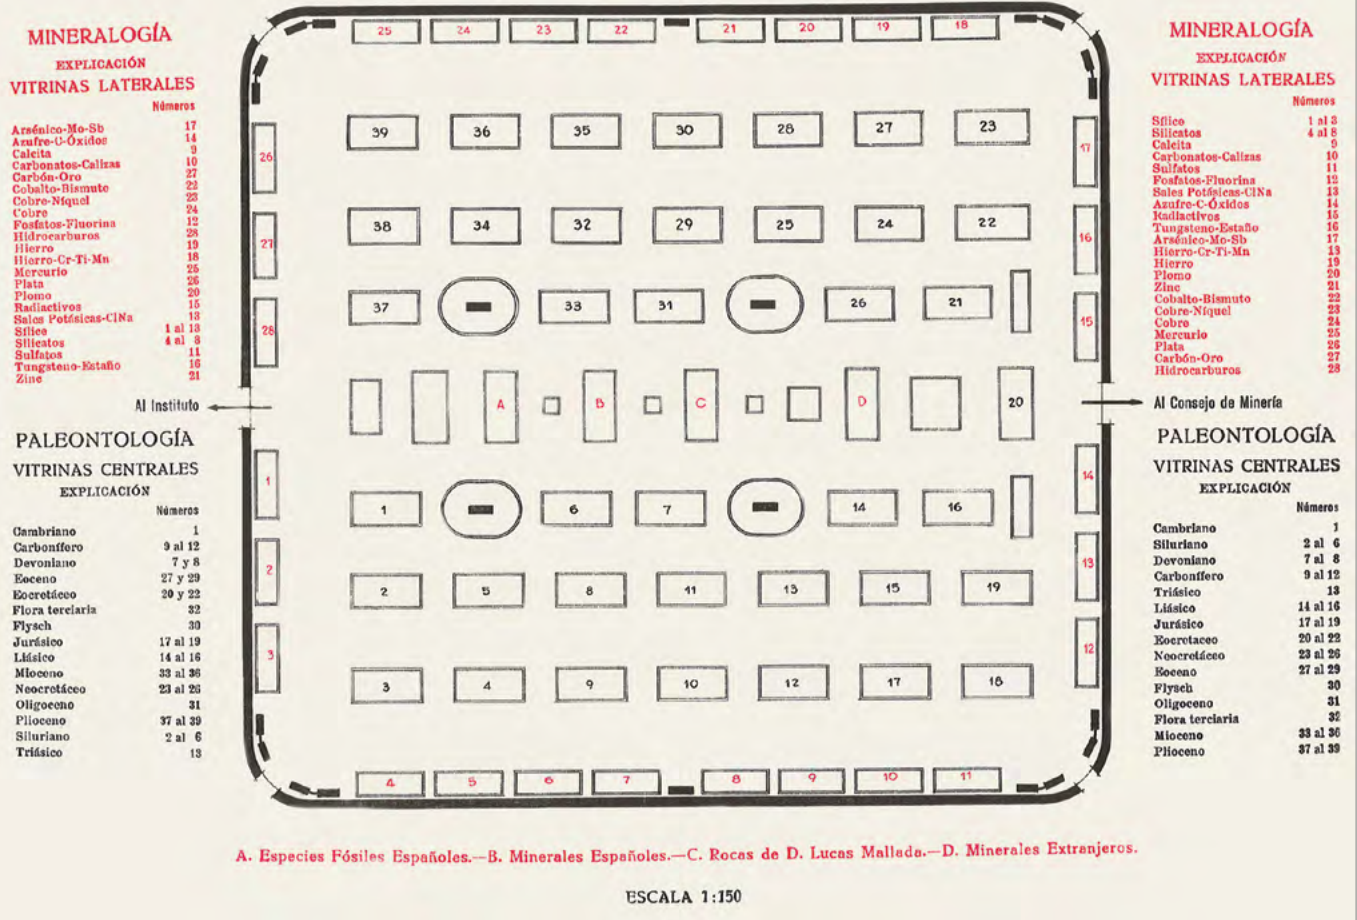 MINERALOGÍA
EXPLICACIÓN
VITRINAS LATERALES
Números
Arsénico-Mo-Sb 17
Azufre-C-Óxidos 14
Calcita 9
Carbonatos-Calizas 10
Carbón-Oro 27
Cobalto-Bismuto 22
Cobre-Níquel 23
Cobre 24
Fosfatos-Fluorina 12
Hidrocarburos 28
Hierro 19
Hierro-Cr-Ti-Mn 18
Mercurio 25
Plata 26
Plomo 20
Radiactivos 15
Sales Potásicas-ClNa 13
Sílice 1 al 13
Silicatos 4 al 8
Sulfatos 11
Tungsteno-Estaño 16
Zinc 21
Al Instituto
PALEONTOLOGÍA
VITRINAS CENTRALES
EXPLICACIÓN
Números
Cambriano 1
Carbonífero 9 al 12
Devoniano 7 y 8
Eoceno 27 y 29
Eocretáceo 20 y 22
Flora terciaria 32
Flysch 30
Jurásico 17 al 19
Liásico 14 al 16
Mioceno 33 al 36
Neocretáceo 23 al 26
Oligoceno 31
Plioceno 37 al 39
Siluriano 2 al 6
Triásico 13
25 24 23 22 21 20 19 18
39 36 35 30 28 27 23
26 17
38 34 32 29 25 24 22
27 16
37 33 31 26 21
28 15
A B C D 20
1 14
1 6 7 14 16
2 13
2 5 8 11 13 15 19
3 12
3 4 9 10 12 17 18
4 5 6 7 8 9 10 11
MINERALOGÍA
EXPLICACIÓN
VITRINAS LATERALES
Números
Sílice 1 al 3
Silicatos 4 al 8
Calcita 9
Carbonatos-Calizas 10
Sulfatos 11
Fosfatos-Fluorina 12
Sales Potásicas-ClNa 13
Azufre-C-Óxidos 14
Radiactivos 15
Tungsteno-Estaño 16
Arsénico-Mo-Sb 17
Hierro-Cr-Ti-Mn 13
Hierro 19
Plomo 20
Zinc 21
Cobalto-Bismuto 22
Cobre-Níquel 23
Cobre 24
Mercurio 25
Plata 26
Carbón-Oro 27
Hidrocarburos 28
Al Consejo de Minería
PALEONTOLOGÍA
VITRINAS CENTRALES
EXPLICACIÓN
Números
Cambriano 1
Siluriano 2 al 6
Devoniano 7 al 8
Carbonífero 9 al 12
Triásico 13
Liásico 14 al 16
Jurásico 17 al 19
Eocretaceo 20 al 22
Neocretáceo 23 al 26
Eoceno 27 al 29
Flysch 30
Oligoceno 31
Flora terciaria 32
Mioceno 33 al 36
Plioceno 37 al 39
A. Especies Fósiles Españoles.—B. Minerales Españoles.—C. Rocas de D. Lucas Mallada.—D. Minerales Extranjeros.
ESCALA 1:150